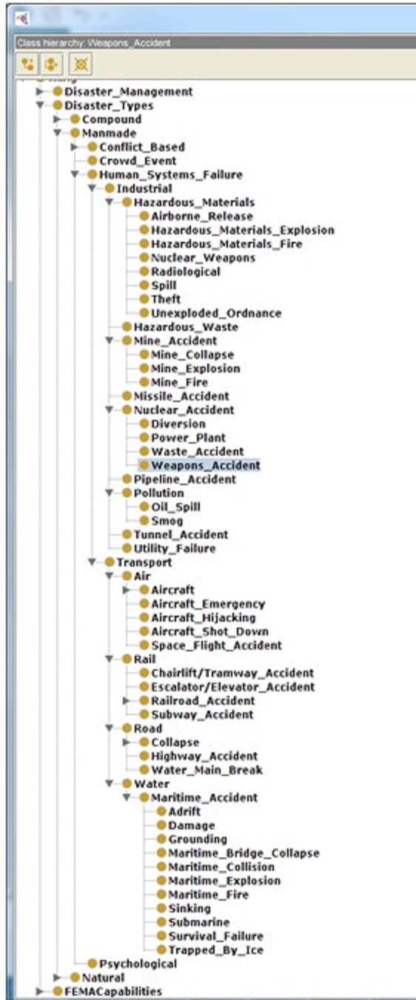 Class hierarchy: Weapons_Accident
Disaster_Management
Disaster_Types
Compound
Manmade
Conflict_Based
Crowd_Event
Human_Systems_Failure
Industrial
Hazardous_Materials
Airborne_Release
Hazardous_Materials_Explosion
Hazardous_Materials_Fire
Nuclear_Weapons
Radiological
Spill
Theft
Unexploded_Ordnance
Hazardous_Waste
Mine_Accident
Mine_Collapse
Mine_Explosion
Mine_Fire
Missile_Accident
Nuclear_Accident
Diversion
Power_Plant
Waste_Accident
Weapons_Accident
Pipeline_Accident
Pollution
Oil_Spill
Smog
Tunnel_Accident
Utility_Failure
Transport
Air
Aircraft
Aircraft_Emergency
Aircraft_Hijacking
Aircraft_Shot_Down
Space_Flight_Accident
Rail
Chairlift/Tramway_Accident
Escalator/Elevator_Accident
Railroad_Accident
Subway_Accident
Road
Collapse
Highway_Accident
Water_Main_Break
Water
Maritime_Accident
Adrift
Damage
Grounding
Maritime_Bridge_Collapse
Maritime_Collision
Maritime_Explosion
Maritime_Fire
Sinking
Submarine
Survival_Failure
Trapped_By_Ice
Psychological
Natural
FEMACapabilities